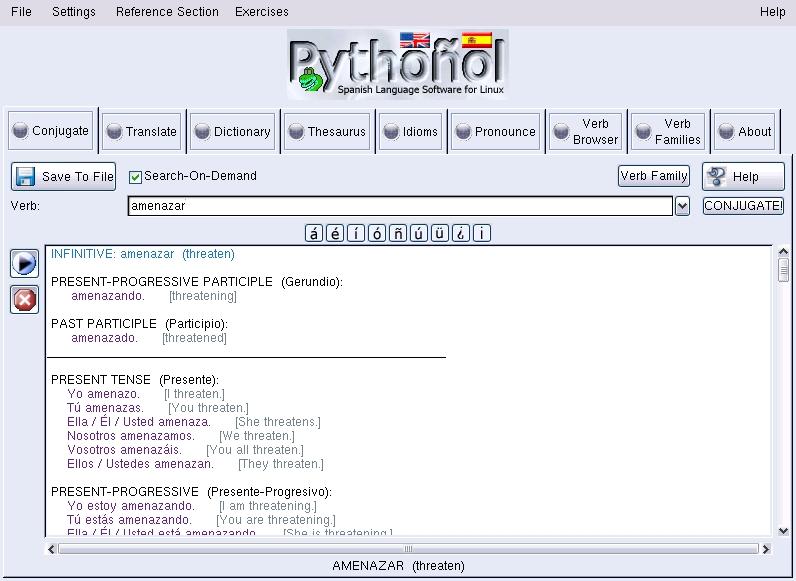 File Settings Reference Section Exercises Help
Pythoñol
Spanish Language Software for Linux
Conjugate Translate Dictionary Thesaurus Idioms Pronounce Verb Browser Verb Families About
Save To File Search-On-Demand Verb Family Help
Verb: amenazar CONJUGATE!
á é í ó ñ ú ü ¿ ¡
INFINITIVE: amenazar (threaten)
PRESENT-PROGRESSIVE PARTICIPLE (Gerundio):
amenazando. [threatening]
PAST PARTICIPLE (Participio):
amenazado. [threatened]
PRESENT TENSE (Presente):
Yo amenazo. [I threaten.]
Tú amenazas. [You threaten.]
Ella / Él / Usted amenaza. [She threatens.]
Nosotros amenazamos. [We threaten.]
Vosotros amenazáis. [You all threaten.]
Ellos / Ustedes amenazan. [They threaten.]
PRESENT-PROGRESSIVE (Presente-Progresivo):
Yo estoy amenazando. [I am threatening.]
Tú estás amenazando. [You are threatening.]
Ella / Él / Usted está amenazando. [She is threatening.]
AMENAZAR (threaten)